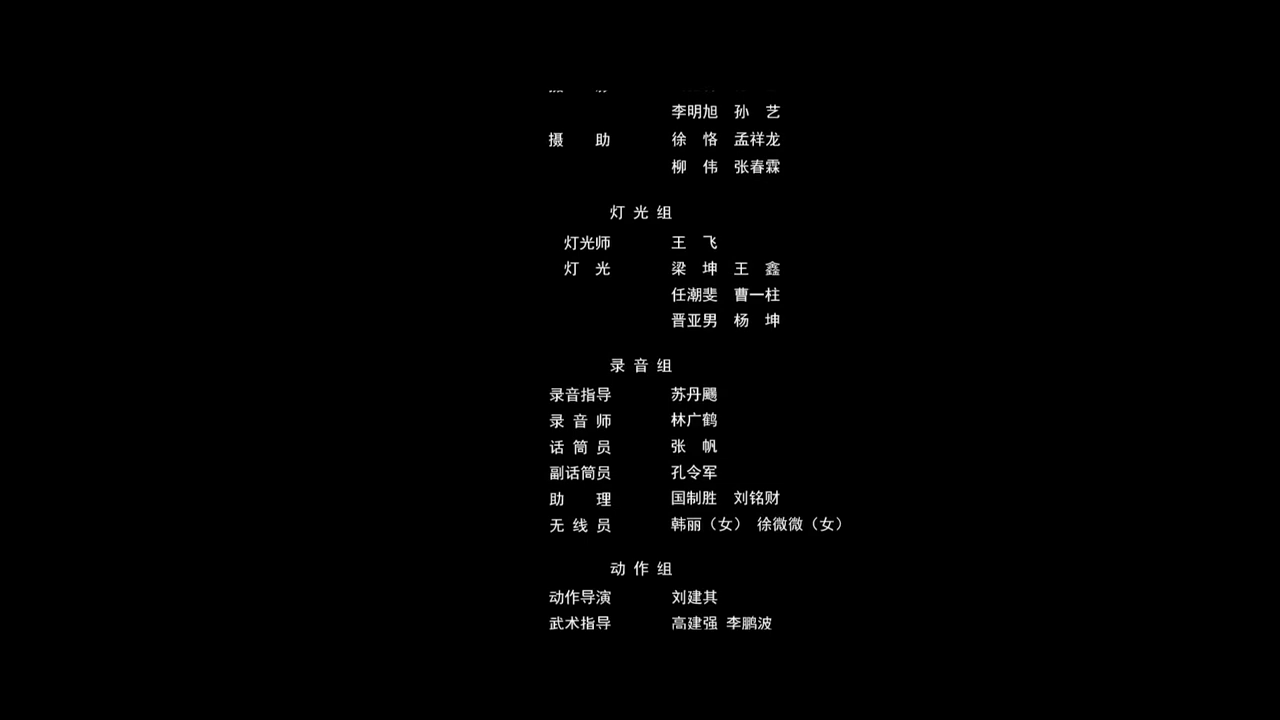 李明旭 孙 艺
摄 助 徐 恪 孟祥龙
柳 伟 张春霖
灯 光 组
灯光师 王 飞
灯 光 梁 坤 王 鑫
任潮斐 曹一柱
晋亚男 杨 坤
录 音 组
录音指导 苏丹飚
录 音 师 林广鹤
话 筒 员 张 帆
副话筒员 孔令军
助 理 国制胜 刘铭财
无 线 员 韩丽（女） 徐微微（女）
动 作 组
动作导演 刘建其
武术指导 高建强 李鹏波